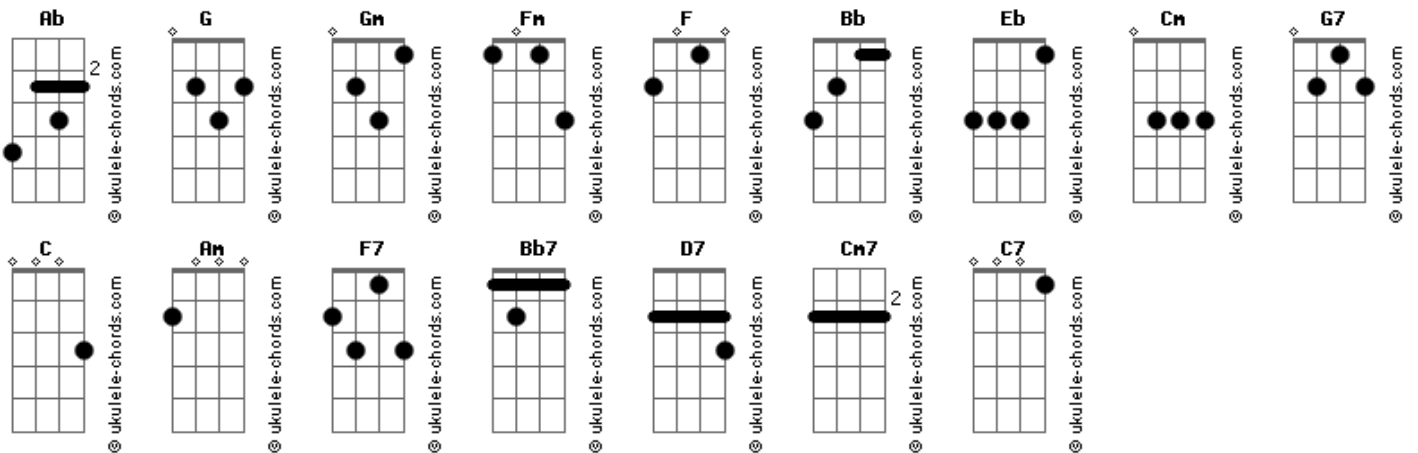 Ab G Gm Fm F Bb Eb Cm G7
2
© ukulele-chords.com © ukulele-chords.com © ukulele-chords.com © ukulele-chords.com © ukulele-chords.com © ukulele-chords.com © ukulele-chords.com © ukulele-chords.com © ukulele-chords.com
C Am F7 Bb7 D7 Cm7 C7
2
© ukulele-chords.com © ukulele-chords.com © ukulele-chords.com © ukulele-chords.com © ukulele-chords.com © ukulele-chords.com © ukulele-chords.com